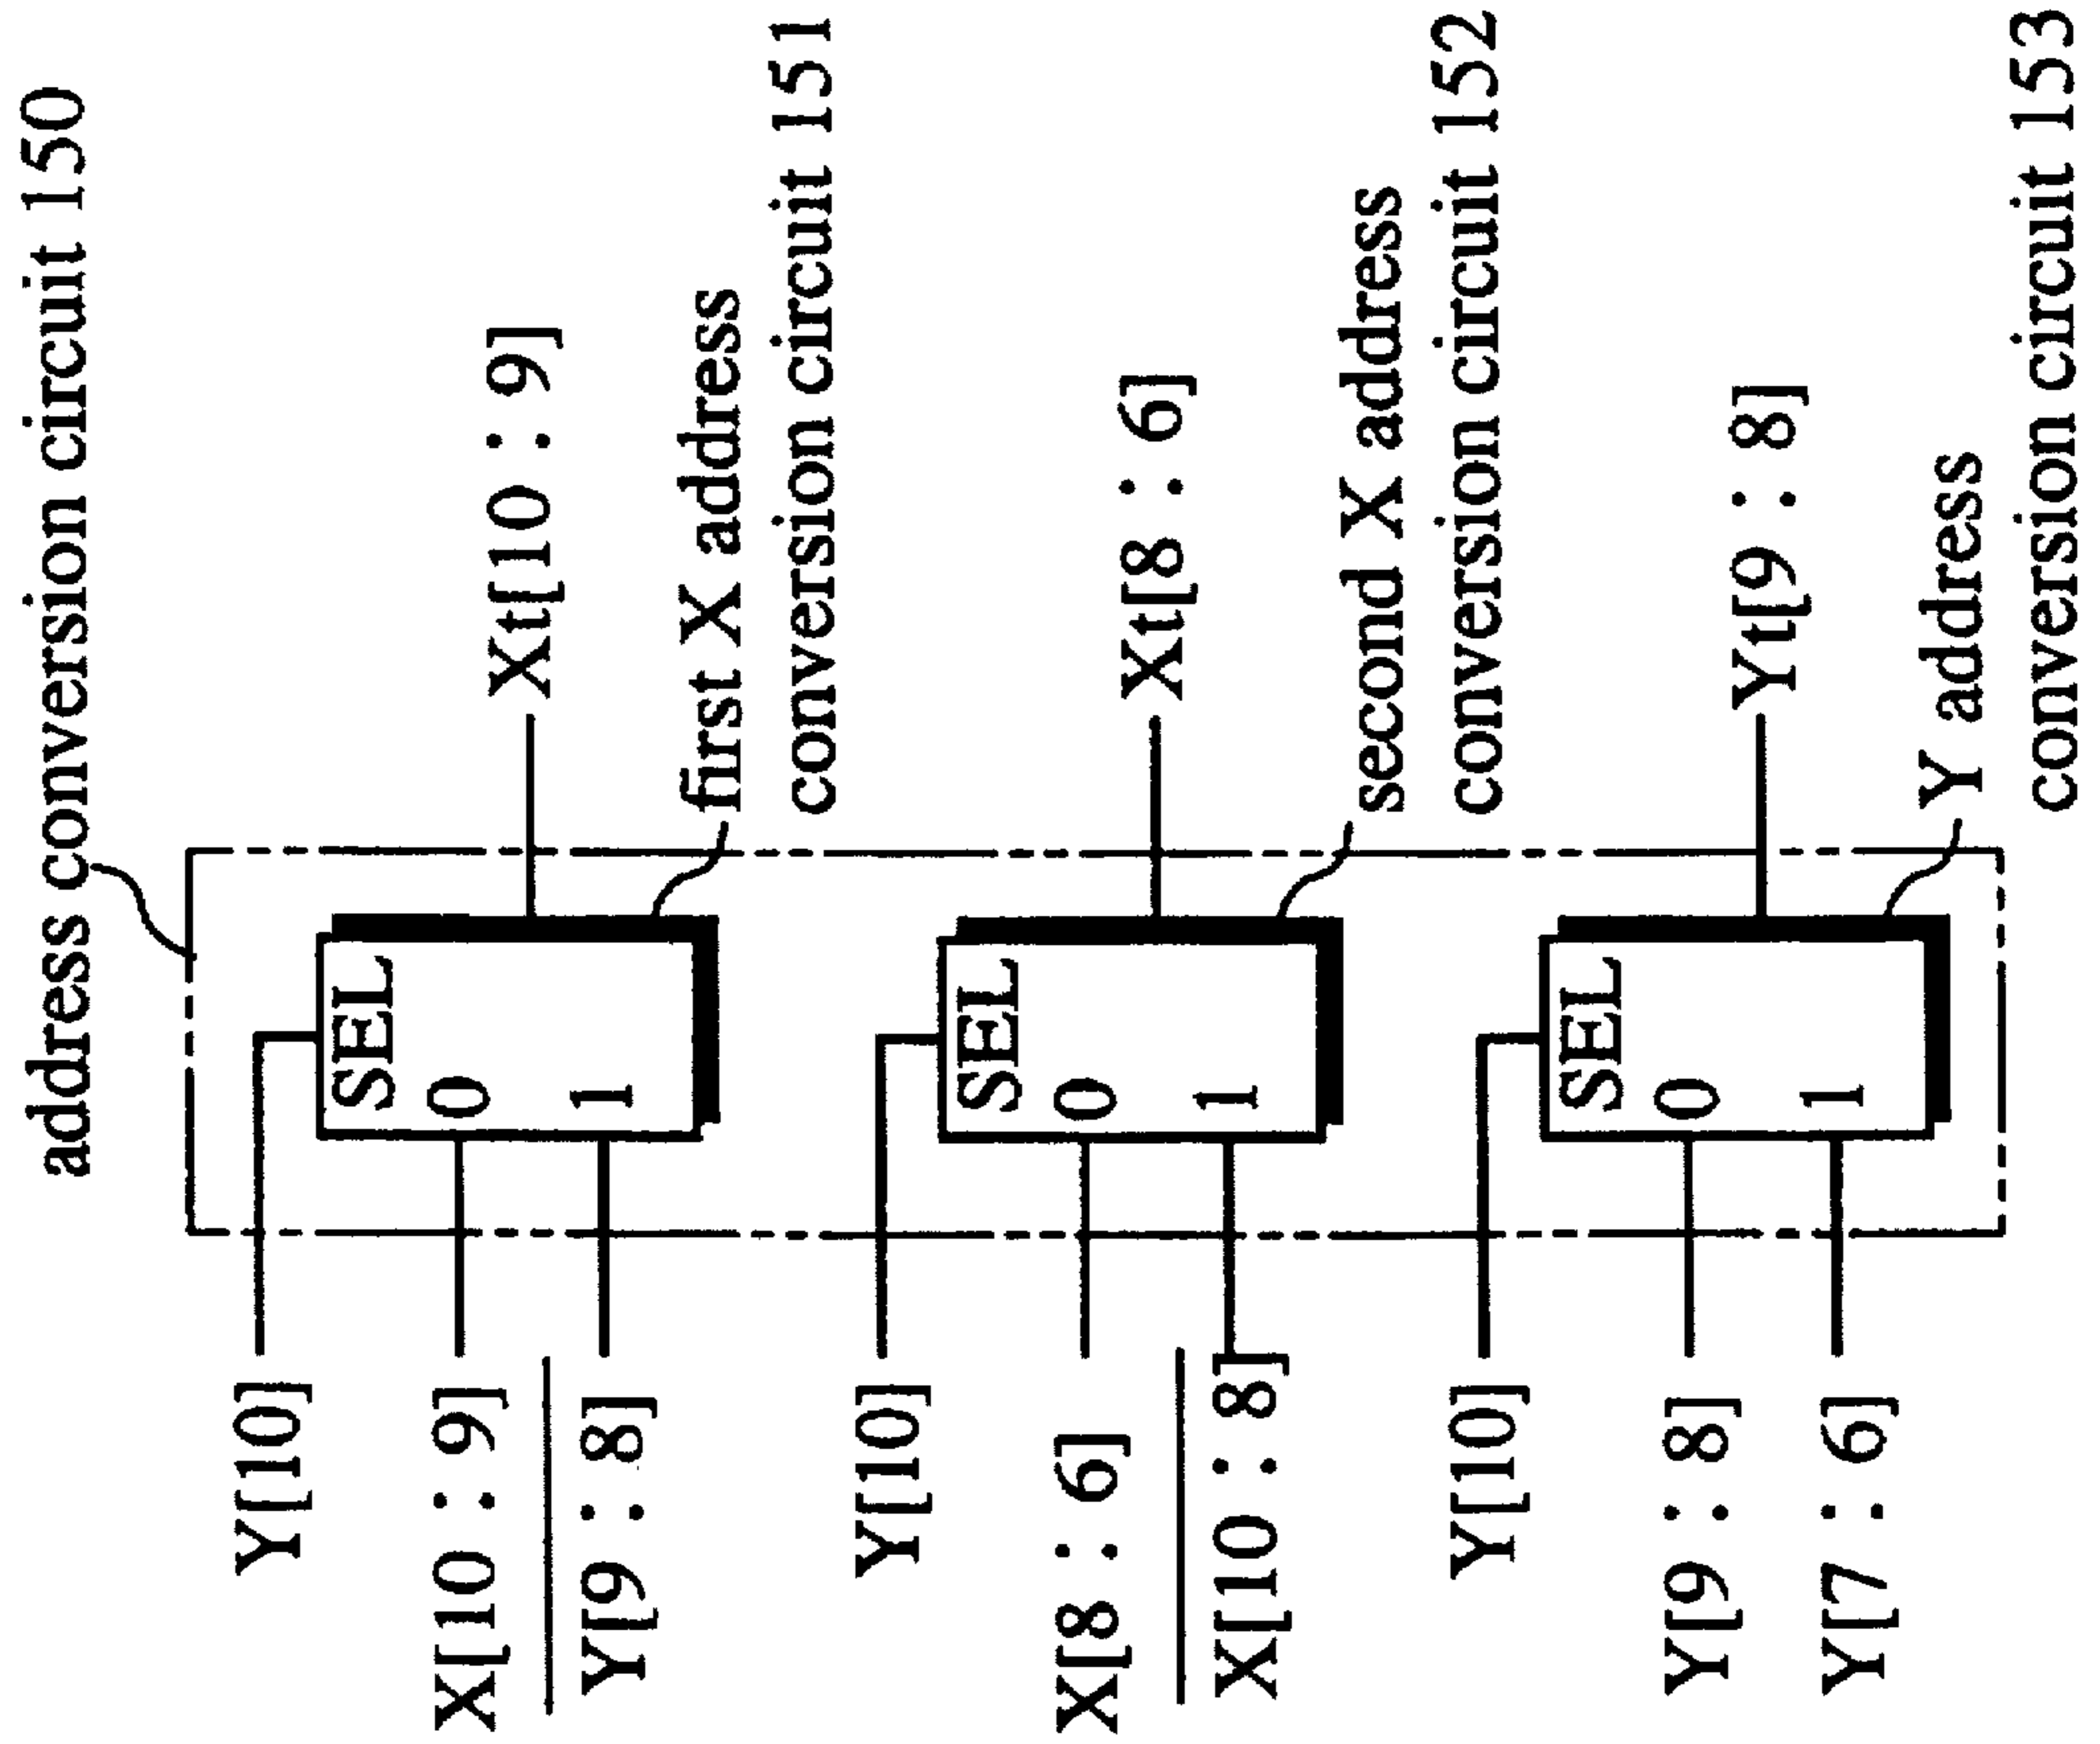 address conversion circuit 150
Y[10]
X[10 : 9]
Y[9 : 8]
SEL
0
1
Xt[10 : 9]
first X address
conversion circuit 151
Y[10]
X[8 : 6]
X[10 : 8]
SEL
0
1
Xt[8 : 6]
second X address
conversion circuit 152
Y[10]
Y[9 : 8]
Y[7 : 6]
SEL
0
1
Yt[9 : 8]
Y address
conversion circuit 153